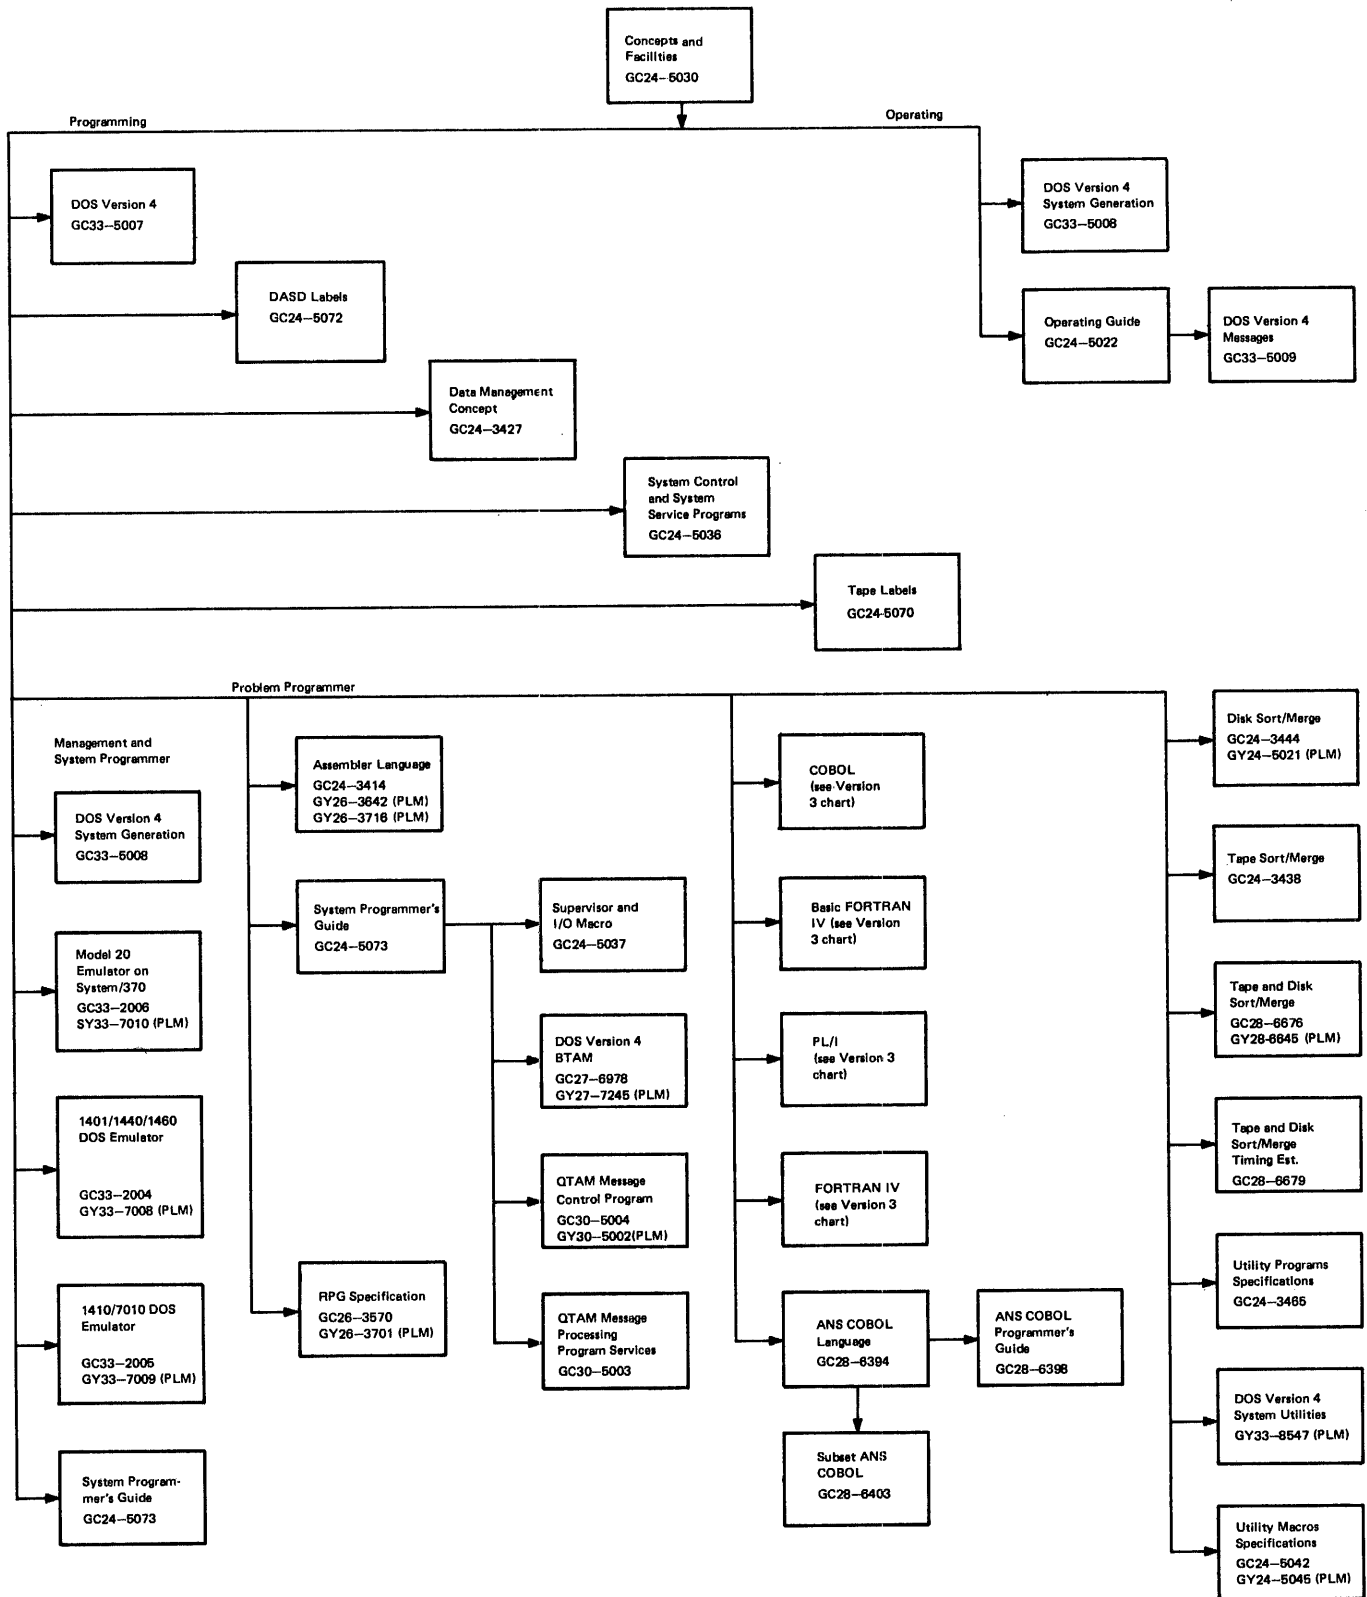 Concepts and
Facilities
GC24–5030
Programming
Operating
DOS Version 4
GC33–5007
DOS Version 4
System Generation
GC33–5008
DASD Labels
GC24–5072
Operating Guide
GC24–5022
DOS Version 4
Messages
GC33–5009
Data Management
Concept
GC24–3427
System Control
and System
Service Programs
GC24–5036
Tape Labels
GC24-5070
Problem Programmer
Management and
System Programmer
DOS Version 4
System Generation
GC33–5008
Model 20
Emulator on
System/370
GC33–2006
SY33–7010 (PLM)
1401/1440/1460
DOS Emulator
GC33–2004
GY33–7008 (PLM)
1410/7010 DOS
Emulator
GC33–2005
GY33–7009 (PLM)
System Program-
mer's Guide
GC24–5073
Assembler Language
GC24–3414
GY26–3642 (PLM)
GY26–3716 (PLM)
System Programmer's
Guide
GC24–5073
RPG Specification
GC26–3570
GY26–3701 (PLM)
Supervisor and
I/O Macro
GC24–5037
DOS Version 4
BTAM
GC27–6978
GY27–7245 (PLM)
QTAM Message
Control Program
GC30–5004
GY30–5002(PLM)
QTAM Message
Processing
Program Services
GC30–5003
COBOL
(see Version
3 chart)
Basic FORTRAN
IV (see Version
3 chart)
PL/I
(see Version 3
chart)
FORTRAN IV
(see Version 3
chart)
ANS COBOL
Language
GC28–6394
ANS COBOL
Programmer's
Guide
GC28–6398
Subset ANS
COBOL
GC28–6403
Disk Sort/Merge
GC24–3444
GY24–5021 (PLM)
Tape Sort/Merge
GC24–3438
Tape and Disk
Sort/Merge
GC28–6676
GY28-6645 (PLM)
Tape and Disk
Sort/Merge
Timing Est.
GC28–6679
Utility Programs
Specifications
GC24–3465
DOS Version 4
System Utilities
GY33–8547 (PLM)
Utility Macros
Specifications
GC24–5042
GY24–5045 (PLM)